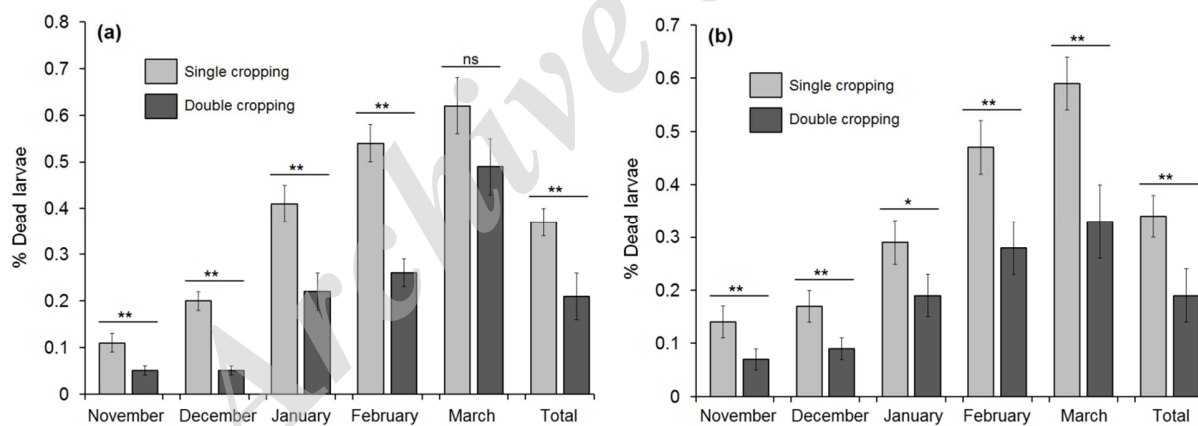 (a)
Single cropping
Double cropping
% Dead larvae
0.8
0.7
0.6
0.5
0.4
0.3
0.2
0.1
0
**
**
**
**
ns
**
November
December
January
February
March
Total
(b)
Single cropping
Double cropping
% Dead larvae
0.7
0.6
0.5
0.4
0.3
0.2
0.1
0
**
**
*
**
**
**
November
December
January
February
March
Total
Archive